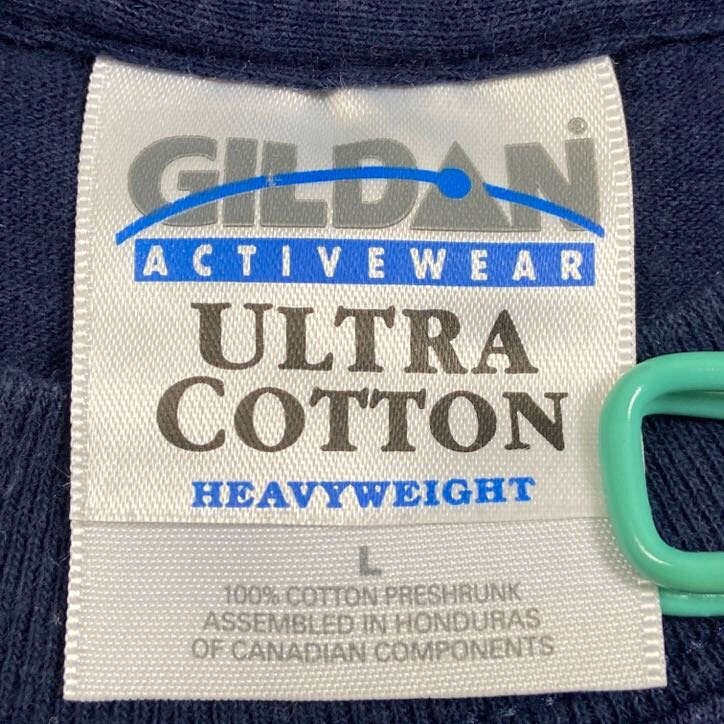 GILDAN®
ACTIVEWEAR
ULTRA
COTTON
HEAVYWEIGHT
L
100% COTTON PRESHRUNK
ASSEMBLED IN HONDURAS
OF CANADIAN COMPONENTS